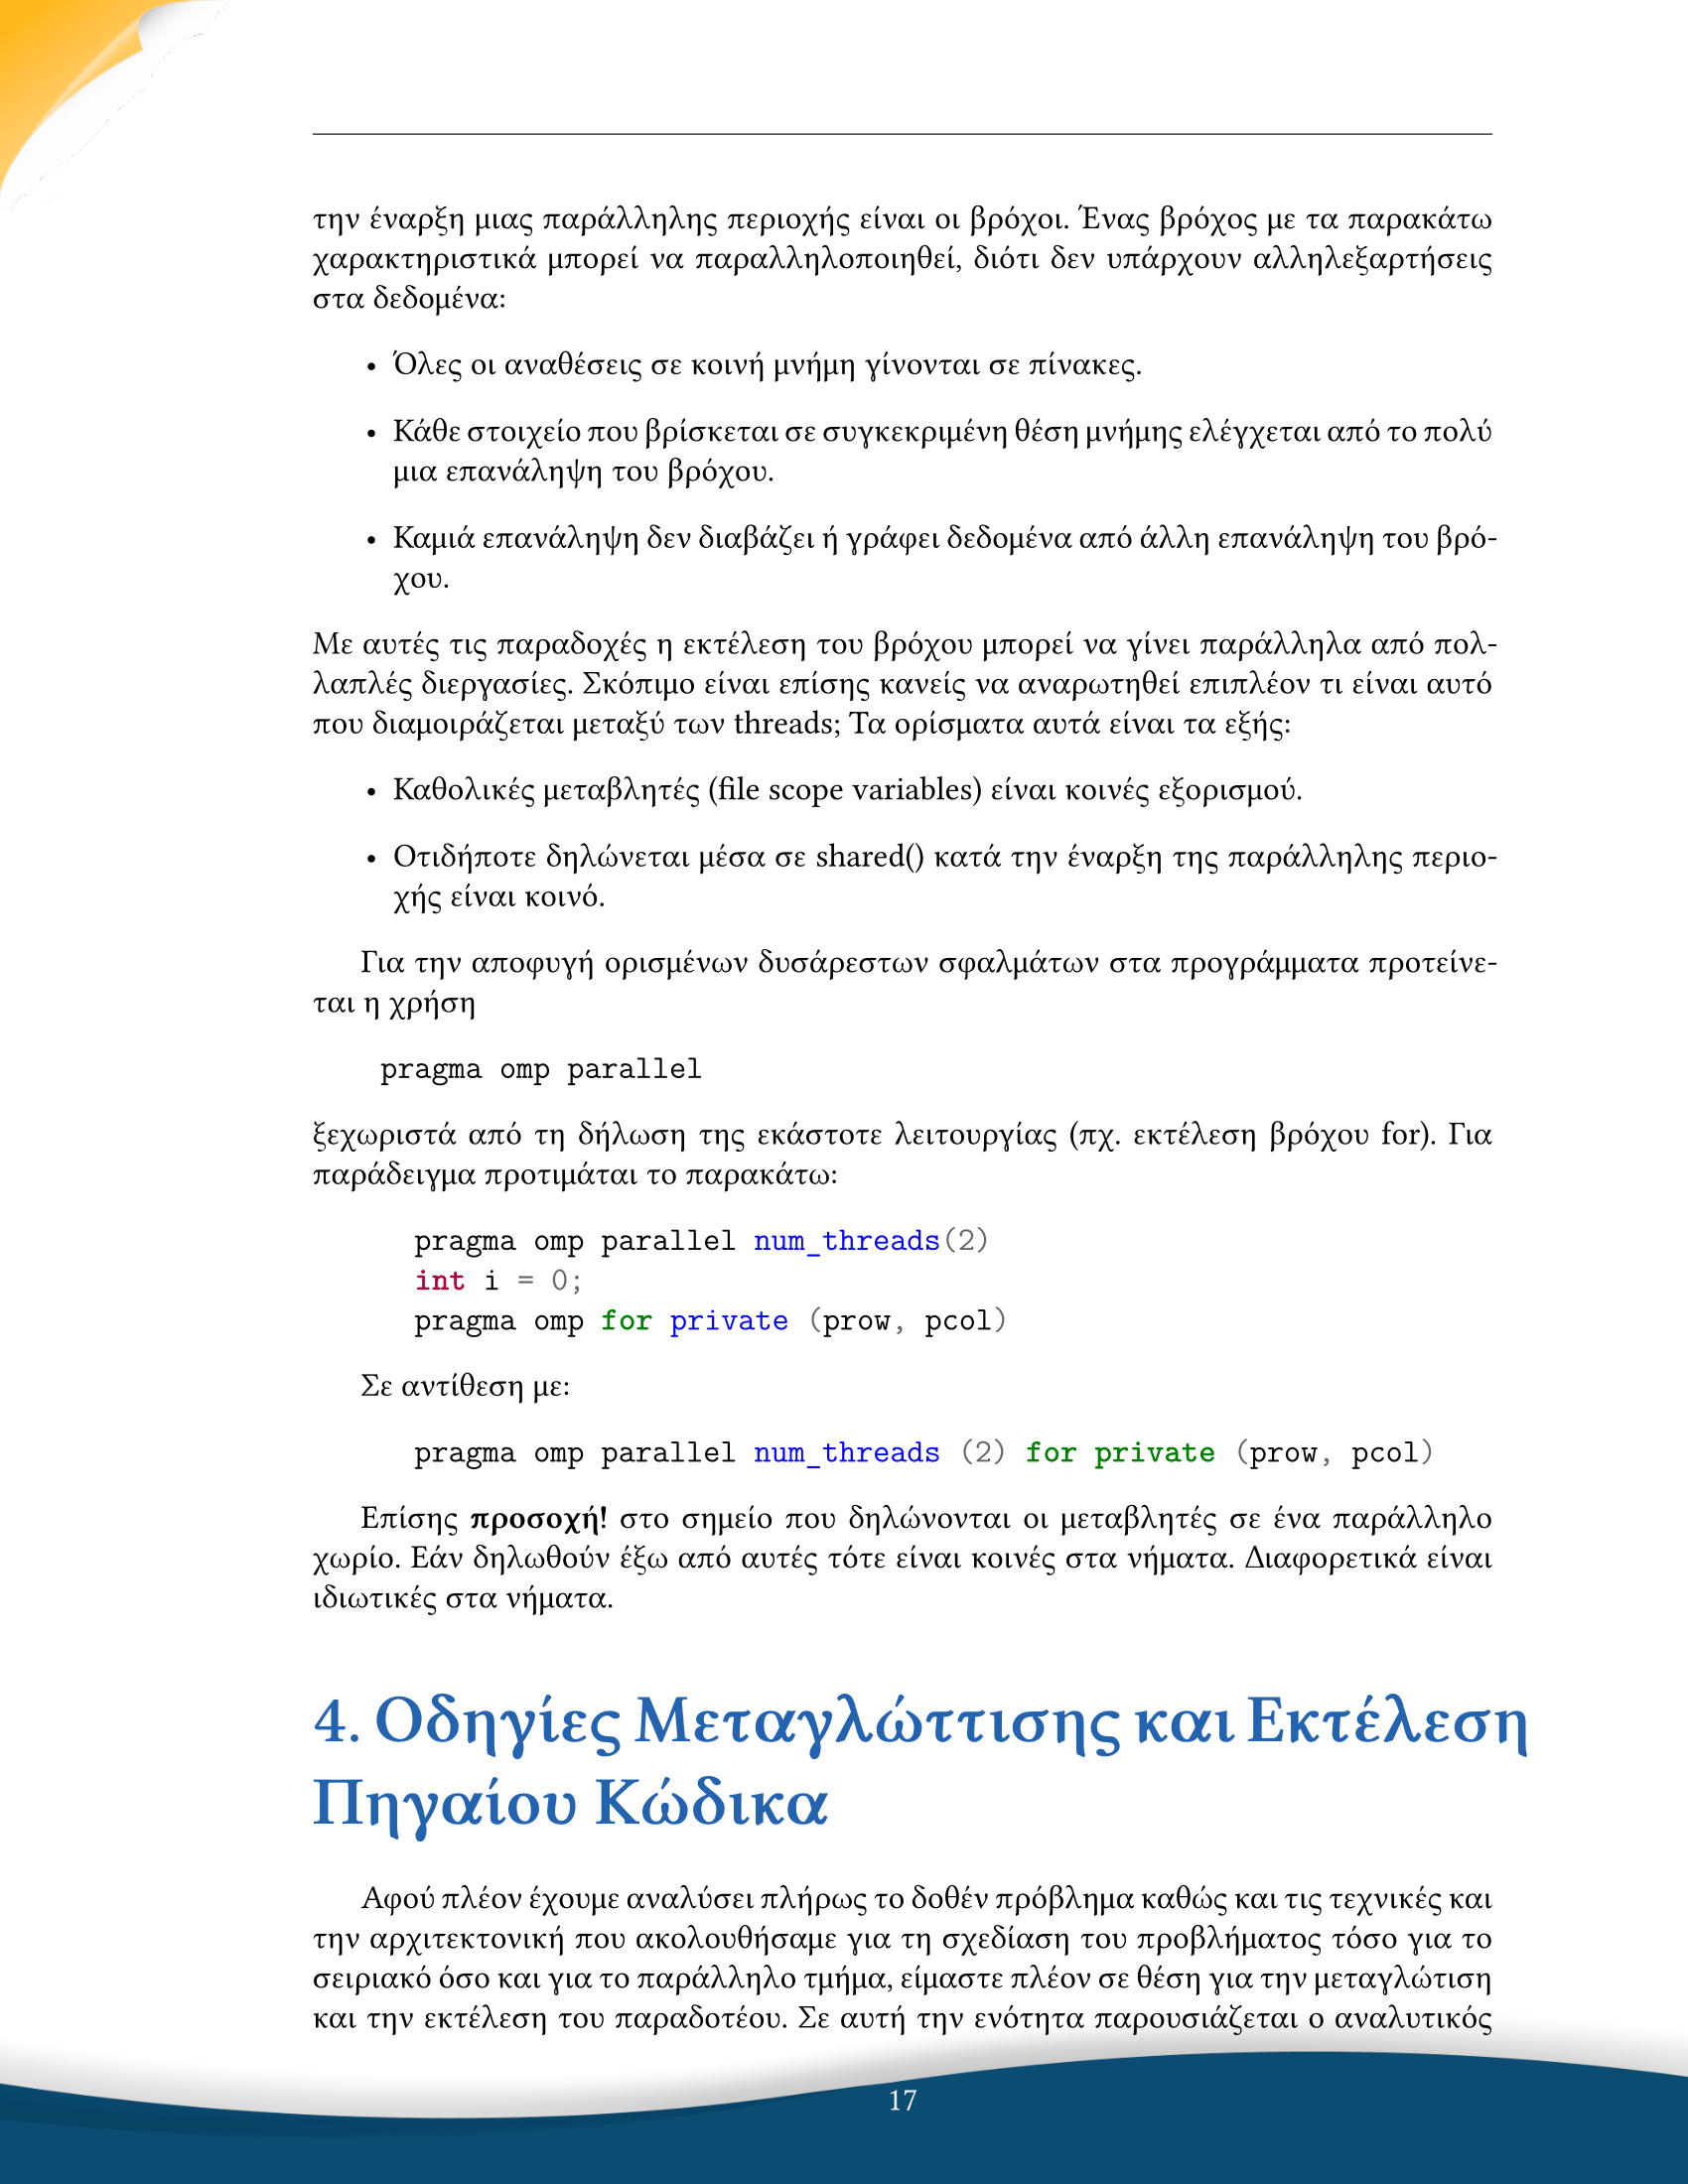 την έναρξη μιας παράλληλης περιοχής είναι οι βρόχοι. Ένας βρόχος με τα παρακάτω
χαρακτηριστικά μπορεί να παραλληλοποιηθεί, διότι δεν υπάρχουν αλληλεξαρτήσεις
στα δεδομένα:
• Όλες οι αναθέσεις σε κοινή μνήμη γίνονται σε πίνακες.
• Κάθε στοιχείο που βρίσκεται σε συγκεκριμένη θέση μνήμης ελέγχεται από το πολύ
μια επανάληψη του βρόχου.
• Καμιά επανάληψη δεν διαβάζει ή γράφει δεδομένα από άλλη επανάληψη του βρό-
χου.
Με αυτές τις παραδοχές η εκτέλεση του βρόχου μπορεί να γίνει παράλληλα από πολ-
λαπλές διεργασίες. Σκόπιμο είναι επίσης κανείς να αναρωτηθεί επιπλέον τι είναι αυτό
που διαμοιράζεται μεταξύ των threads; Τα ορίσματα αυτά είναι τα εξής:
• Καθολικές μεταβλητές (file scope variables) είναι κοινές εξορισμού.
• Οτιδήποτε δηλώνεται μέσα σε shared() κατά την έναρξη της παράλληλης περιο-
χής είναι κοινό.
Για την αποφυγή ορισμένων δυσάρεστων σφαλμάτων στα προγράμματα προτείνε-
ται η χρήση
pragma omp parallel
ξεχωριστά από τη δήλωση της εκάστοτε λειτουργίας (πχ. εκτέλεση βρόχου for). Για
παράδειγμα προτιμάται το παρακάτω:
pragma omp parallel num_threads(2)
int i = 0;
pragma omp for private (prow, pcol)
Σε αντίθεση με:
pragma omp parallel num_threads (2) for private (prow, pcol)
Επίσης προσοχή! στο σημείο που δηλώνονται οι μεταβλητές σε ένα παράλληλο
χωρίο. Εάν δηλωθούν έξω από αυτές τότε είναι κοινές στα νήματα. Διαφορετικά είναι
ιδιωτικές στα νήματα.
4. Οδηγίες Μεταγλώττισης και Εκτέλεση
Πηγαίου Κώδικα
Αφού πλέον έχουμε αναλύσει πλήρως το δοθέν πρόβλημα καθώς και τις τεχνικές και
την αρχιτεκτονική που ακολουθήσαμε για τη σχεδίαση του προβλήματος τόσο για το
σειριακό όσο και για το παράλληλο τμήμα, είμαστε πλέον σε θέση για την μεταγλώτιση
και την εκτέλεση του παραδοτέου. Σε αυτή την ενότητα παρουσιάζεται ο αναλυτικός
17